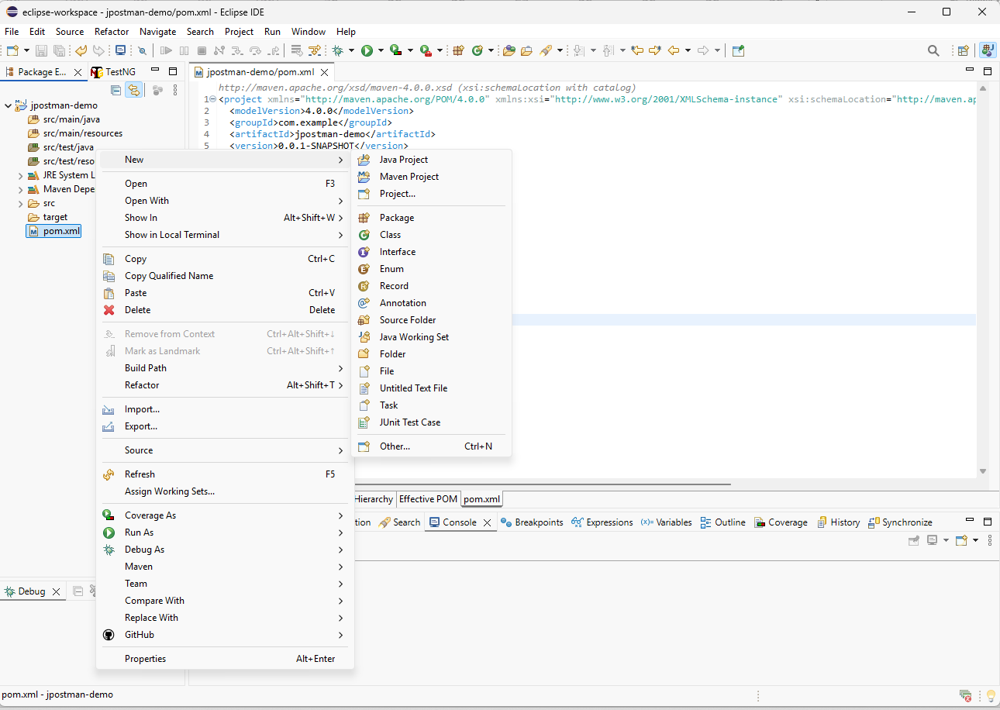 eclipse-workspace - jpostman-demo/pom.xml - Eclipse IDE
File Edit Source Refactor Navigate Search Project Run Window Help
Package E... TestNG
jpostman-demo/pom.xml
http://maven.apache.org/xsd/maven-4.0.0.xsd (xsi:schemaLocation with catalog)
1 <project xmlns="http://maven.apache.org/POM/4.0.0" xmlns:xsi="http://www.w3.org/2001/XMLSchema-instance" xsi:schemaLocation="http://maven.ap
2 <modelVersion>4.0.0</modelVersion>
3 <groupId>com.example</groupId>
4 <artifactId>jpostman-demo</artifactId>
5 <version>0.0.1-SNAPSHOT</version>
jpostman-demo
src/main/java
src/main/resources
src/test/java
src/test/reso
JRE System L
Maven Depe
src
target
pom.xml
New
Open F3
Open With
Show In Alt+Shift+W
Show in Local Terminal
Copy Ctrl+C
Copy Qualified Name
Paste Ctrl+V
Delete Delete
Remove from Context Ctrl+Alt+Shift+↓
Mark as Landmark Ctrl+Alt+Shift+↑
Build Path
Refactor Alt+Shift+T
Import...
Export...
Source
Refresh F5
Assign Working Sets...
Coverage As
Run As
Debug As
Maven
Team
Compare With
Replace With
GitHub
Properties Alt+Enter
Java Project
Maven Project
Project...
Package
Class
Interface
Enum
Record
Annotation
Source Folder
Java Working Set
Folder
File
Untitled Text File
Task
JUnit Test Case
Other... Ctrl+N
Hierarchy Effective POM pom.xml
tion Search Console Breakpoints Expressions (x)= Variables Outline Coverage History Synchronize
Debug
pom.xml - jpostman-demo